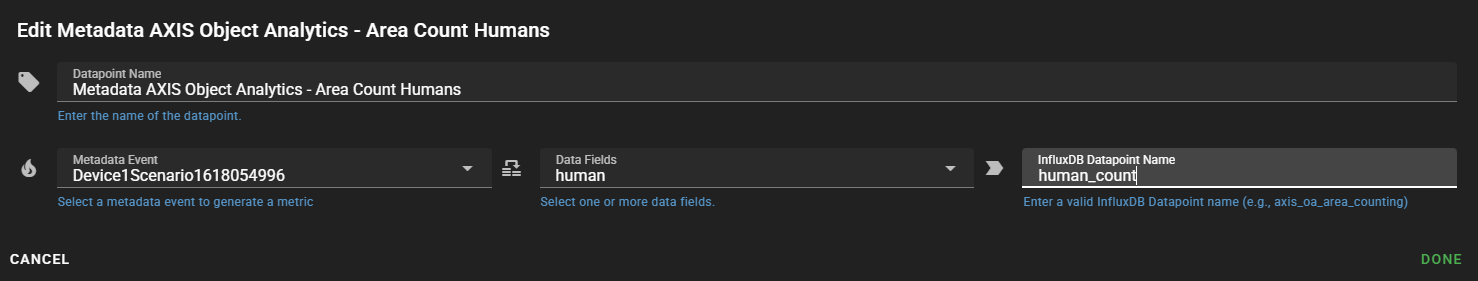 Edit Metadata AXIS Object Analytics - Area Count Humans
Datapoint Name
Metadata AXIS Object Analytics - Area Count Humans
Enter the name of the datapoint.
Metadata Event
Device1Scenario1618054996
Select a metadata event to generate a metric
Data Fields
human
Select one or more data fields.
InfluxDB Datapoint Name
human_count
Enter a valid InfluxDB Datapoint name (e.g., axis_oa_area_counting)
CANCEL
DONE